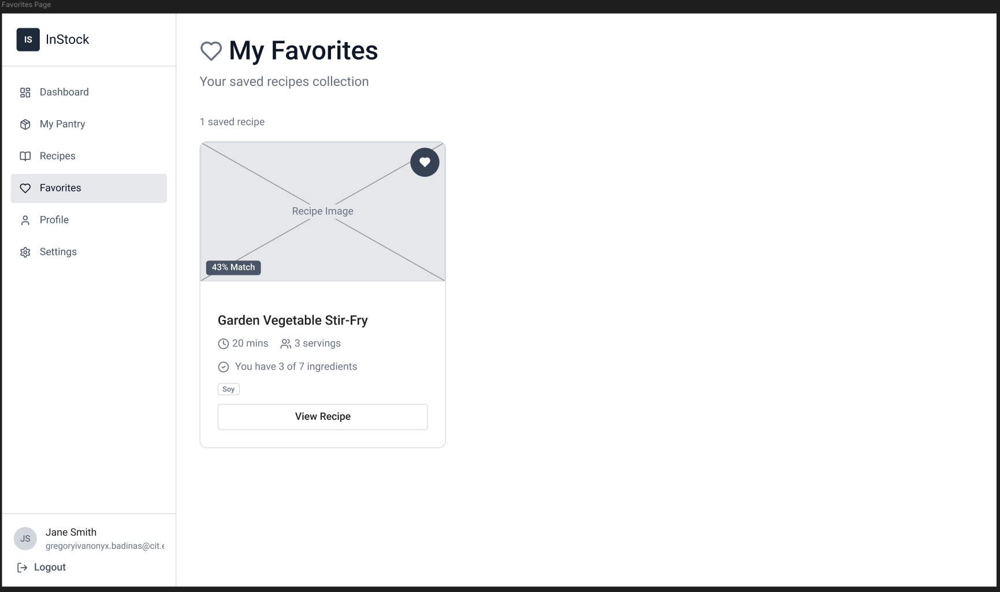 Favorites Page
IS
InStock
Dashboard
My Pantry
Recipes
Favorites
Profile
Settings
Jane Smith
gregoryivanonyx.badinas@cit.e
JS
Logout
My Favorites
Your saved recipes collection
1 saved recipe
Recipe Image
43% Match
Garden Vegetable Stir-Fry
20 mins
3 servings
You have 3 of 7 ingredients
Soy
View Recipe